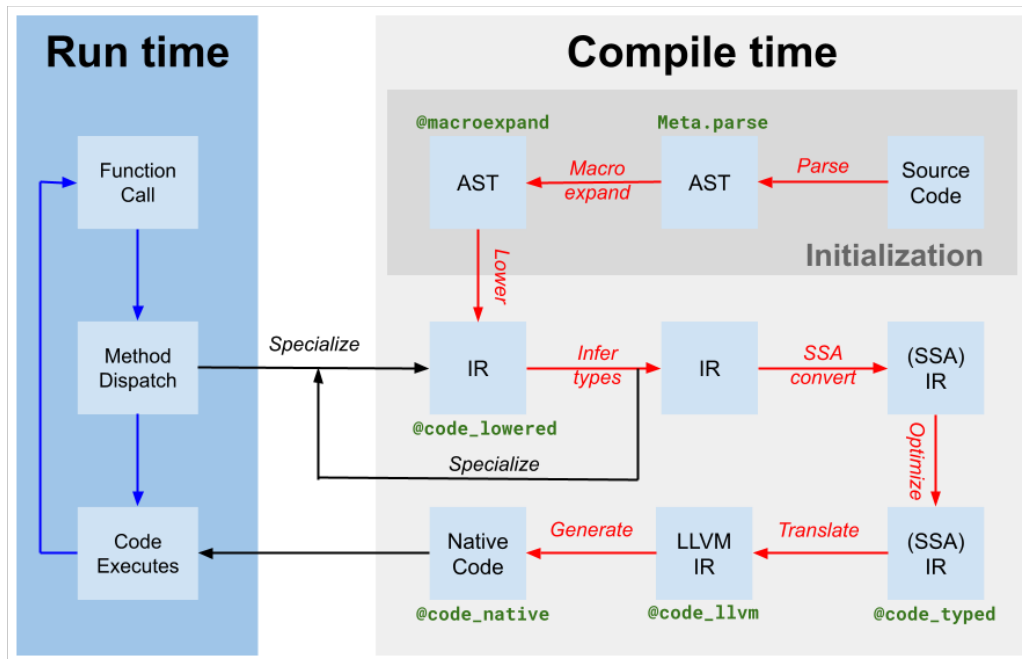 Run time
Compile time
@macroexpand
Meta.parse
Function
Call
AST
Macro
expand
AST
Parse
Source
Code
Initialization
Lower
Method
Dispatch
Specialize
IR
Infer
types
IR
SSA
convert
(SSA)
IR
@code_lowered
Specialize
Optimize
Code
Executes
Native
Code
Generate
LLVM
IR
Translate
(SSA)
IR
@code_native
@code_llvm
@code_typed